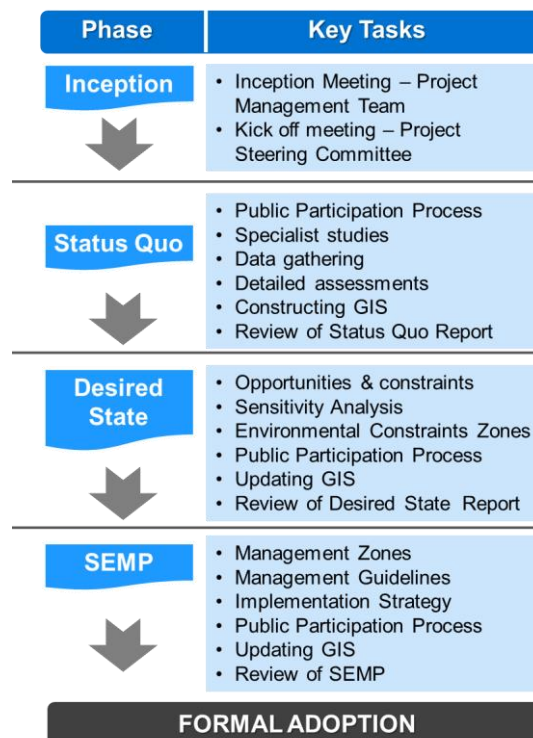 Phase
Key Tasks
Inception
• Inception Meeting – Project
Management Team
• Kick off meeting – Project
Steering Committee
Status Quo
• Public Participation Process
• Specialist studies
• Data gathering
• Detailed assessments
• Constructing GIS
• Review of Status Quo Report
Desired
State
• Opportunities & constraints
• Sensitivity Analysis
• Environmental Constraints Zones
• Public Participation Process
• Updating GIS
• Review of Desired State Report
SEMP
• Management Zones
• Management Guidelines
• Implementation Strategy
• Public Participation Process
• Updating GIS
• Review of SEMP
FORMAL ADOPTION